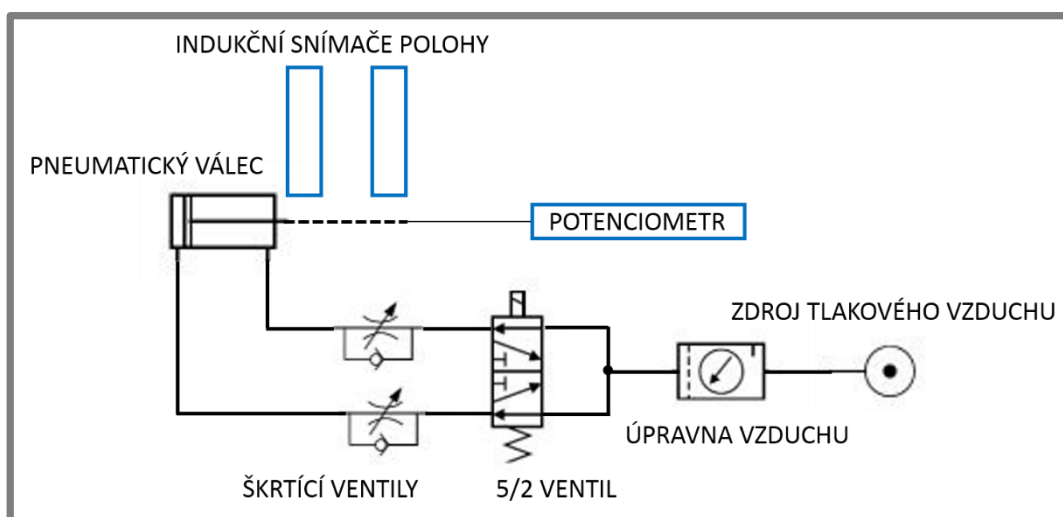 INDUKČNÍ SNÍMAČE POLOHY
PNEUMATICKÝ VÁLEC
POTENCIOMETR
ZDROJ TLAKOVÉHO VZDUCHU
ÚPRAVNA VZDUCHU
ŠKRTÍCÍ VENTILY
5/2 VENTIL